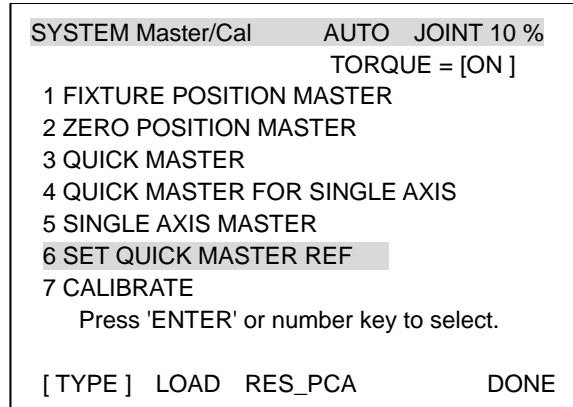 SYSTEM Master/Cal AUTO JOINT 10 %
TORQUE = [ON ]
1 FIXTURE POSITION MASTER
2 ZERO POSITION MASTER
3 QUICK MASTER
4 QUICK MASTER FOR SINGLE AXIS
5 SINGLE AXIS MASTER
6 SET QUICK MASTER REF
7 CALIBRATE
Press 'ENTER' or number key to select.
[ TYPE ] LOAD RES_PCA DONE